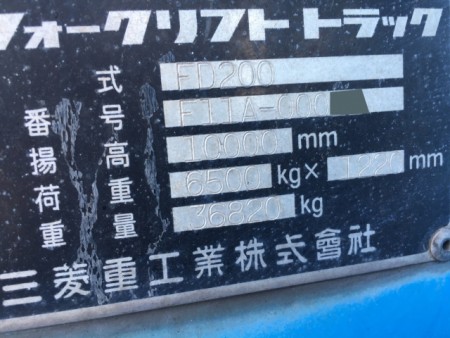 フォークリフトトラック
式 FD200
番号 F11A-000
揚高 10000 mm
荷重 6500 kg× 1220 mm
重量 36820 kg
三菱重工業株式會社